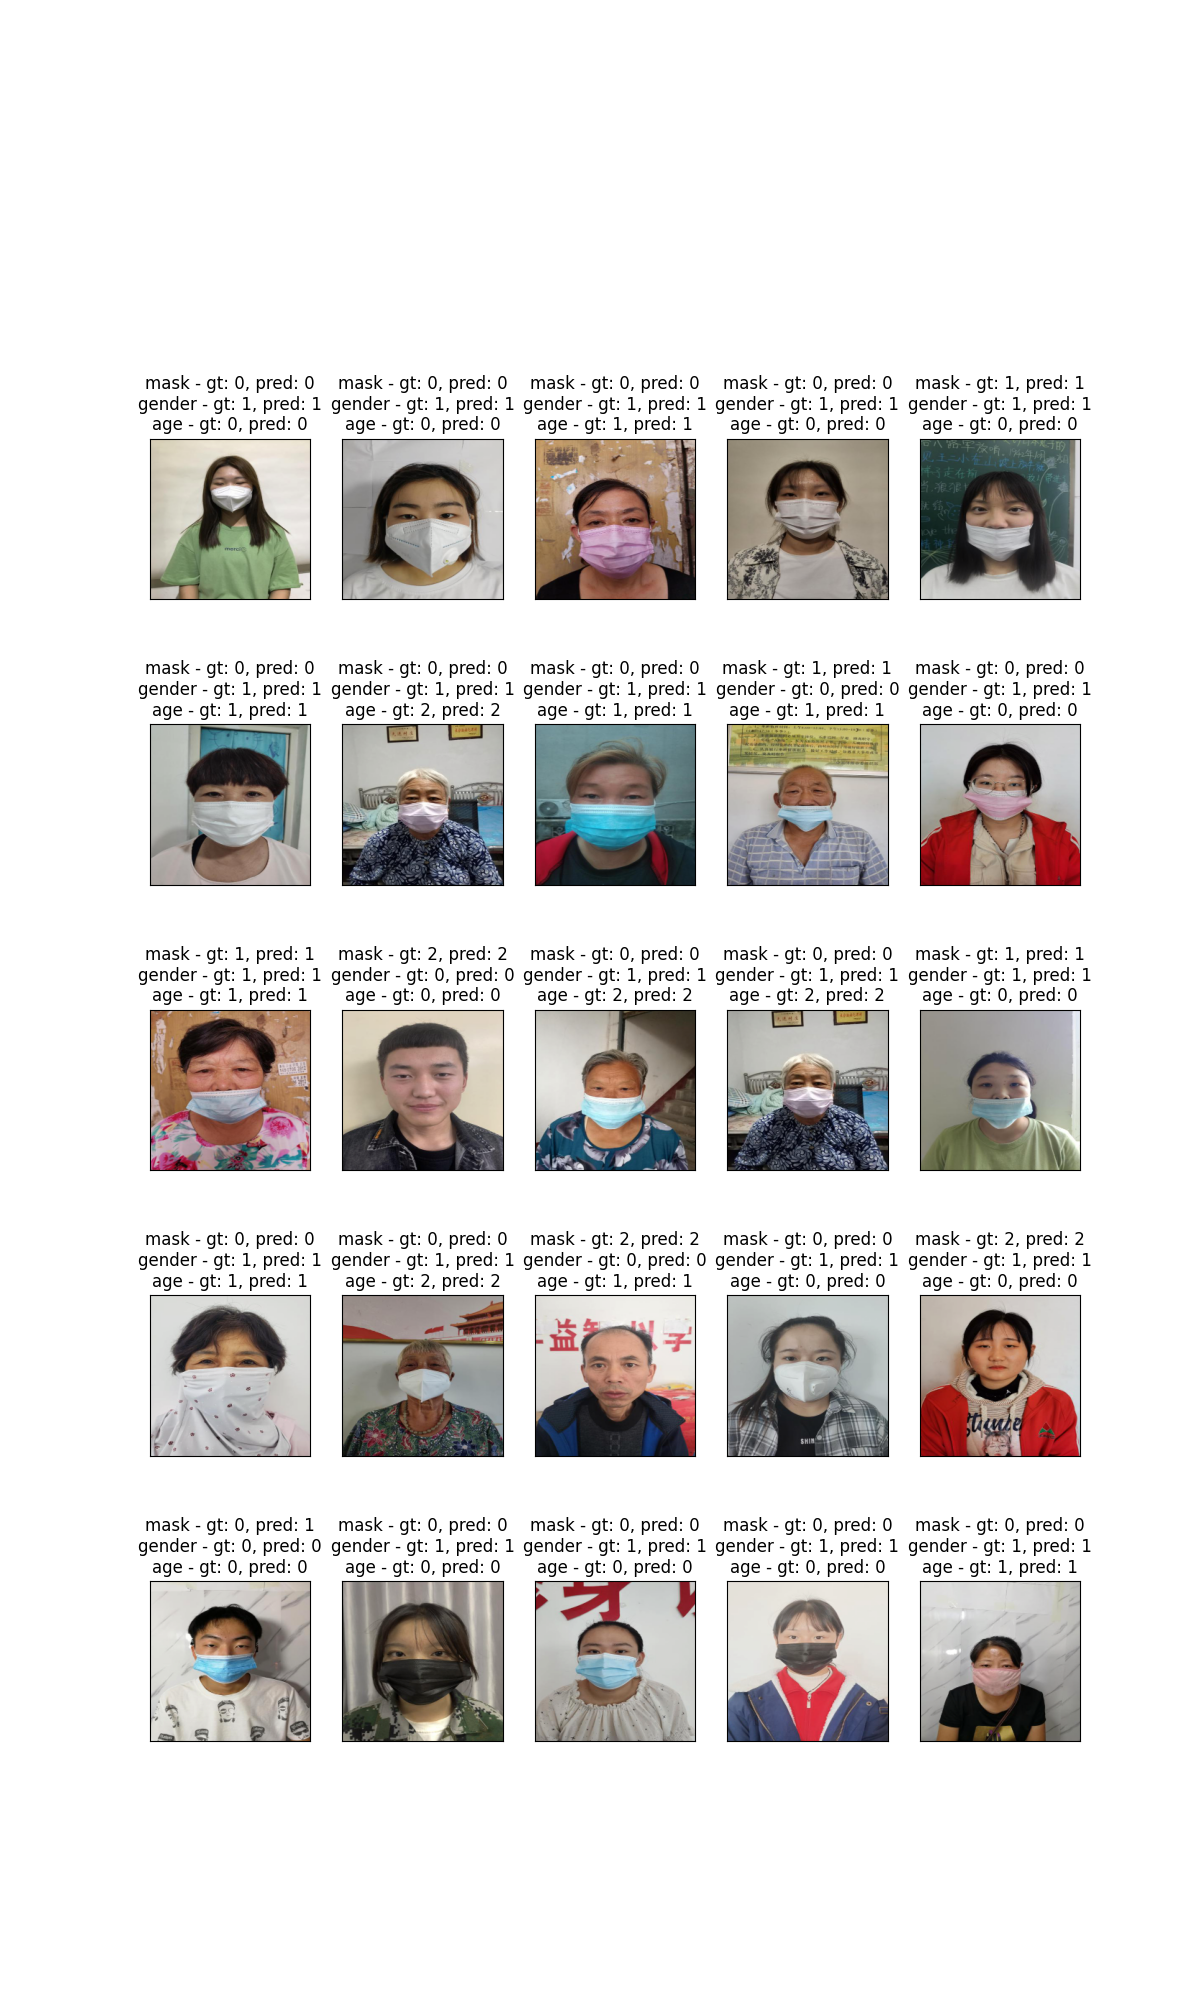 mask - gt: 0, pred: 0
gender - gt: 1, pred: 1
age - gt: 0, pred: 0
mask - gt: 0, pred: 0
gender - gt: 1, pred: 1
age - gt: 0, pred: 0
mask - gt: 0, pred: 0
gender - gt: 1, pred: 1
age - gt: 1, pred: 1
mask - gt: 0, pred: 0
gender - gt: 1, pred: 1
age - gt: 0, pred: 0
mask - gt: 1, pred: 1
gender - gt: 1, pred: 1
age - gt: 0, pred: 0
mask - gt: 0, pred: 0
gender - gt: 1, pred: 1
age - gt: 1, pred: 1
mask - gt: 0, pred: 0
gender - gt: 1, pred: 1
age - gt: 2, pred: 2
mask - gt: 0, pred: 0
gender - gt: 1, pred: 1
age - gt: 1, pred: 1
mask - gt: 1, pred: 1
gender - gt: 0, pred: 0
age - gt: 1, pred: 1
mask - gt: 0, pred: 0
gender - gt: 1, pred: 1
age - gt: 0, pred: 0
mask - gt: 1, pred: 1
gender - gt: 1, pred: 1
age - gt: 1, pred: 1
mask - gt: 2, pred: 2
gender - gt: 0, pred: 0
age - gt: 0, pred: 0
mask - gt: 0, pred: 0
gender - gt: 1, pred: 1
age - gt: 2, pred: 2
mask - gt: 0, pred: 0
gender - gt: 1, pred: 1
age - gt: 2, pred: 2
mask - gt: 1, pred: 1
gender - gt: 1, pred: 1
age - gt: 0, pred: 0
mask - gt: 0, pred: 0
gender - gt: 1, pred: 1
age - gt: 1, pred: 1
mask - gt: 0, pred: 0
gender - gt: 1, pred: 1
age - gt: 2, pred: 2
mask - gt: 2, pred: 2
gender - gt: 0, pred: 0
age - gt: 1, pred: 1
益智 以学
mask - gt: 0, pred: 0
gender - gt: 1, pred: 1
age - gt: 0, pred: 0
SHIN
mask - gt: 2, pred: 2
gender - gt: 1, pred: 1
age - gt: 0, pred: 0
mask - gt: 0, pred: 1
gender - gt: 0, pred: 0
age - gt: 0, pred: 0
mask - gt: 0, pred: 0
gender - gt: 1, pred: 1
age - gt: 0, pred: 0
mask - gt: 0, pred: 0
gender - gt: 1, pred: 1
age - gt: 0, pred: 0
身
mask - gt: 0, pred: 0
gender - gt: 1, pred: 1
age - gt: 0, pred: 0
mask - gt: 0, pred: 0
gender - gt: 1, pred: 1
age - gt: 1, pred: 1